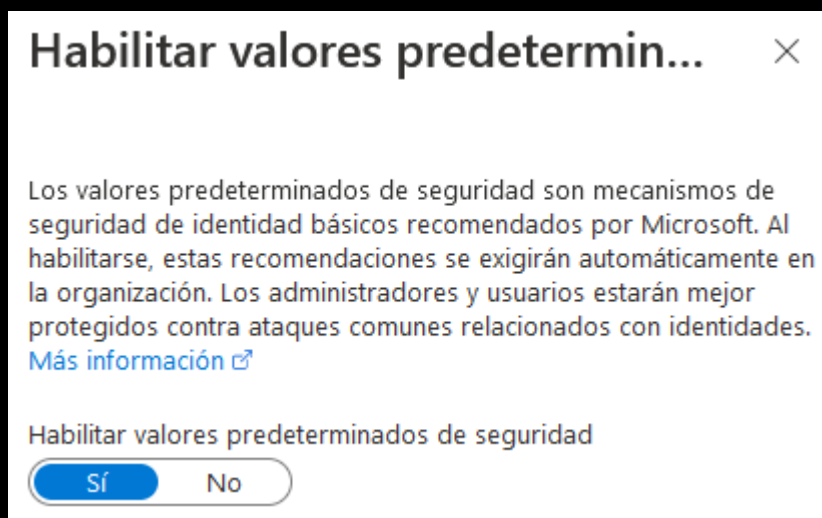 Habilitar valores predetermin...
Los valores predeterminados de seguridad son mecanismos de
seguridad de identidad básicos recomendados por Microsoft. Al
habilitarse, estas recomendaciones se exigirán automáticamente en
la organización. Los administradores y usuarios estarán mejor
protegidos contra ataques comunes relacionados con identidades.
Más información
Habilitar valores predeterminados de seguridad
Sí No